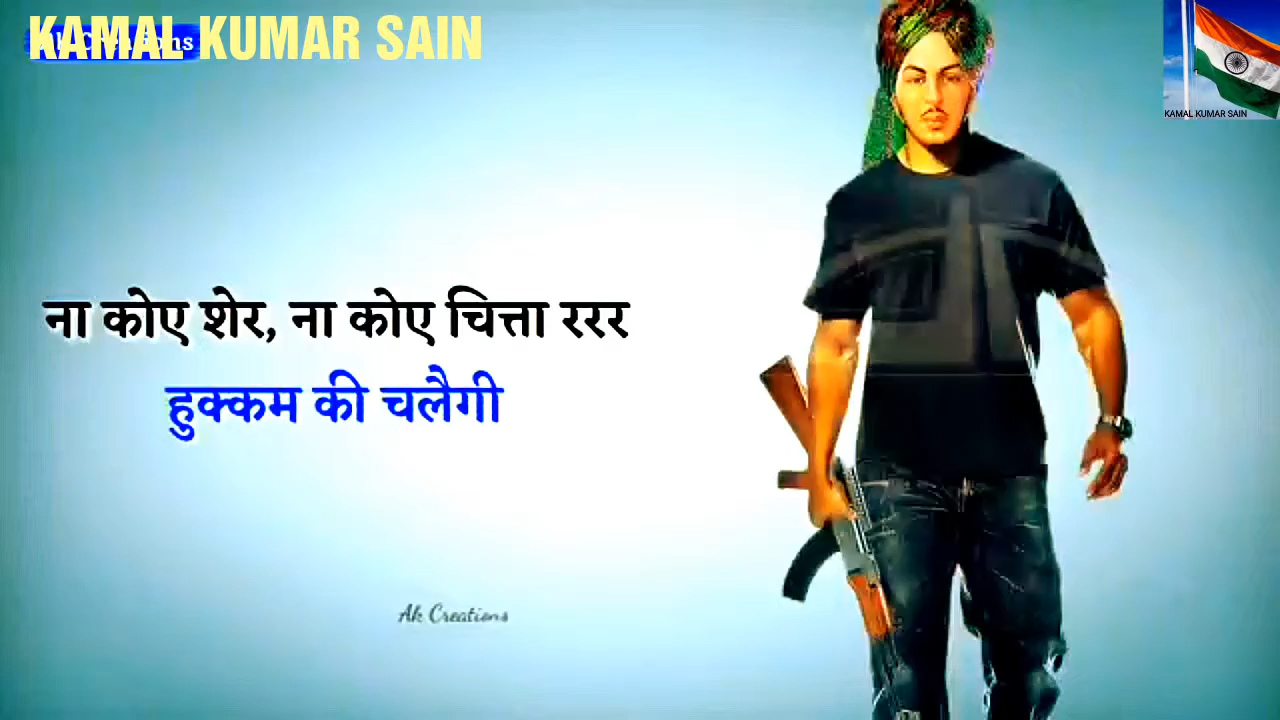 KAMAL KUMAR SAIN
KAMAL KUMAR SAIN
ना कोए शेर, ना कोए चित्ता ररर
हुक्कम की चलैगी
Ak Creations